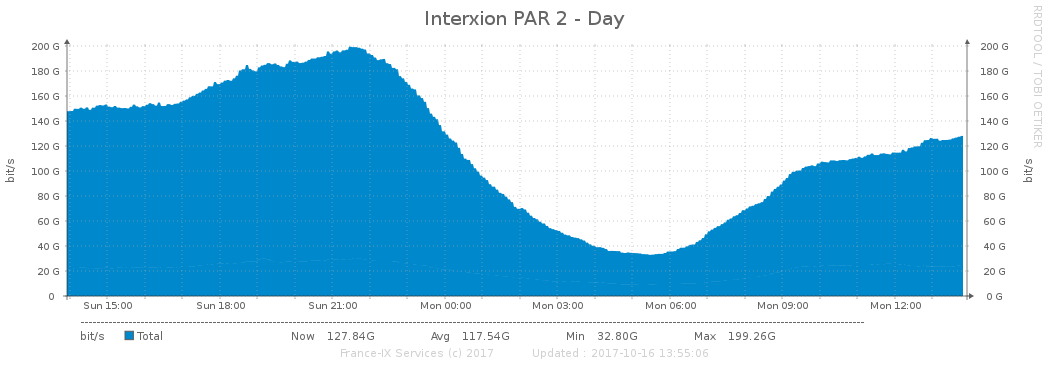 Interxion PAR 2 - Day
RRDTOOL / TOBI OETIKER
200 G 200 G
180 G 180 G
160 G 160 G
140 G 140 G
120 G 120 G
100 G 100 G
80 G 80 G
60 G 60 G
40 G 40 G
20 G 20 G
0 0 G
bit/s bit/s
Sun 15:00 Sun 18:00 Sun 21:00 Mon 00:00 Mon 03:00 Mon 06:00 Mon 09:00 Mon 12:00
bit/s Total Now 127.84G Avg 117.54G Min 32.80G Max 199.26G
France-IX Services (c) 2017 Updated : 2017-10-16 13:55:06